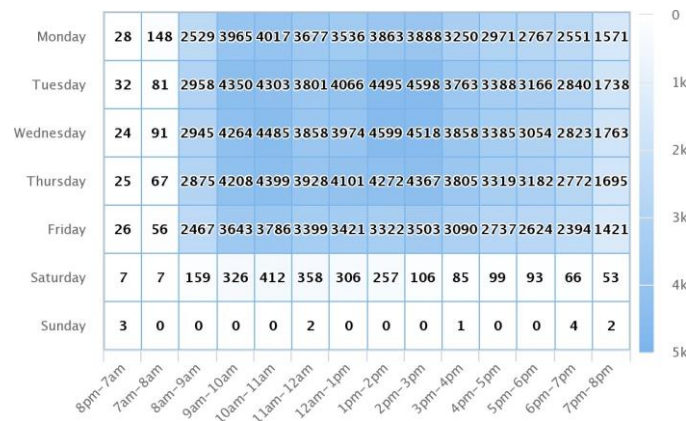 Monday 28 148 2529 3965 4017 3677 3536 3863 3888 3250 2971 2767 2551 1571
Tuesday 32 81 2958 4350 4303 3801 4066 4495 4598 3763 3388 3166 2840 1738
Wednesday 24 91 2945 4264 4485 3858 3974 4599 4518 3858 3385 3054 2823 1763
Thursday 25 67 2875 4208 4399 3928 4101 4272 4367 3805 3319 3182 2772 1695
Friday 26 56 2467 3643 3786 3399 3421 3322 3503 3090 2737 2624 2394 1421
Saturday 7 7 159 326 412 358 306 257 106 85 99 93 66 53
Sunday 3 0 0 0 0 2 0 0 0 1 0 0 4 2
8pm-7am 7am-8am 8am-9am 9am-10am 10am-11am 11am-12am 12am-1pm 1pm-2pm 2pm-3pm 3pm-4pm 4pm-5pm 5pm-6pm 6pm-7pm 7pm-8pm
0
1k
2k
3k
4k
5k